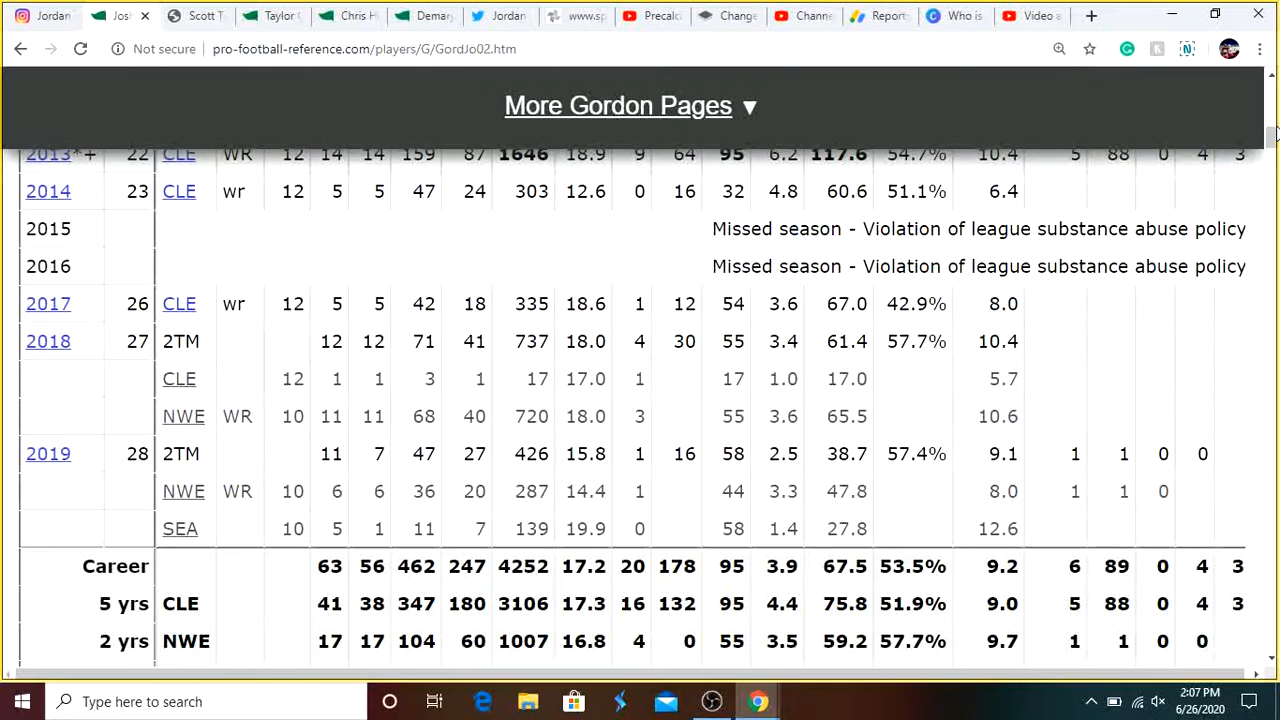 Jordan
Josh
Scott T
Taylor
Chris H
Demary
Jordan
www.sp
Precalc
Change
Chann
Report
Who is
Video a
Not secure pro-football-reference.com/players/G/GordJo02.htm
More Gordon Pages ▼
2013*+ 22 CLE WR 12 14 14 159 87 1646 18.9 9 64 95 6.2 117.6 54.7% 10.4 5 88 0 4 3
2014 23 CLE wr 12 5 5 47 24 303 12.6 0 16 32 4.8 60.6 51.1% 6.4
2015 Missed season - Violation of league substance abuse policy
2016 Missed season - Violation of league substance abuse policy
2017 26 CLE wr 12 5 5 42 18 335 18.6 1 12 54 3.6 67.0 42.9% 8.0
2018 27 2TM 12 12 71 41 737 18.0 4 30 55 3.4 61.4 57.7% 10.4
CLE 12 1 1 3 1 17 17.0 1 17 1.0 17.0 5.7
NWE WR 10 11 11 68 40 720 18.0 3 55 3.6 65.5 10.6
2019 28 2TM 11 7 47 27 426 15.8 1 16 58 2.5 38.7 57.4% 9.1 1 1 0 0
NWE WR 10 6 6 36 20 287 14.4 1 44 3.3 47.8 8.0 1 1 0
SEA 10 5 1 11 7 139 19.9 0 58 1.4 27.8 12.6
Career 63 56 462 247 4252 17.2 20 178 95 3.9 67.5 53.5% 9.2 6 89 0 4 3
5 yrs CLE 41 38 347 180 3106 17.3 16 132 95 4.4 75.8 51.9% 9.0 5 88 0 4 3
2 yrs NWE 17 17 104 60 1007 16.8 4 0 55 3.5 59.2 57.7% 9.7 1 1 0 0
Type here to search
2:07 PM
6/26/2020